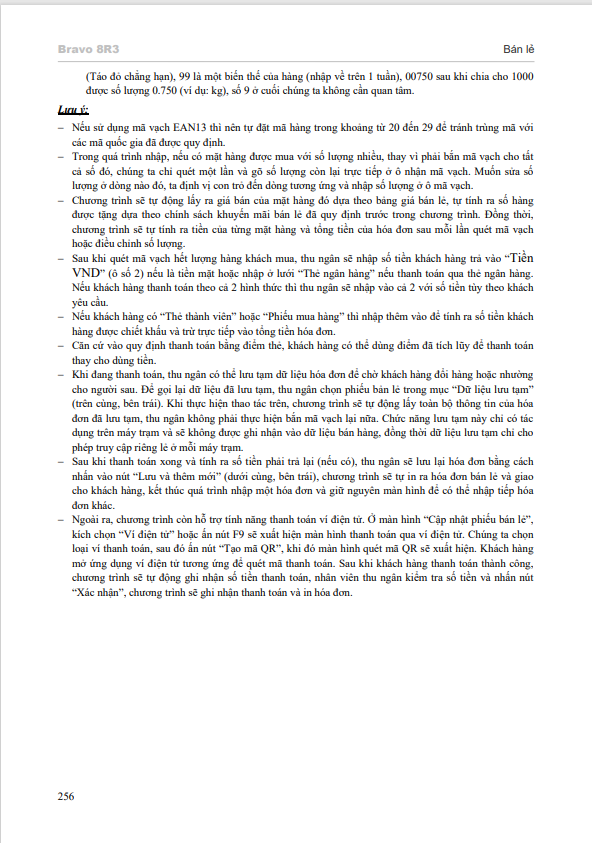 Bravo 8R3 Bán lẻ
(Táo đỏ chẳng hạn), 99 là một biến thể của hàng (nhập về trên 1 tuần), 00750 sau khi chia cho 1000
được số lượng 0.750 (ví dụ: kg), số 9 ở cuối chúng ta không cần quan tâm.
Lưu ý:
– Nếu sử dụng mã vạch EAN13 thì nên tự đặt mã hàng trong khoảng từ 20 đến 29 để tránh trùng mã với
các mã quốc gia đã được quy định.
– Trong quá trình nhập, nếu có mặt hàng được mua với số lượng nhiều, thay vì phải bắn mã vạch cho tất
cả số đó, chúng ta chỉ quét một lần và gõ số lượng còn lại trực tiếp ở ô nhận mã vạch. Muốn sửa số
lượng ở dòng nào đó, ta định vị con trỏ đến dòng tương ứng và nhập số lượng ở ô mã vạch.
– Chương trình sẽ tự động lấy ra giá bán của mặt hàng đó dựa theo bảng giá bán lẻ, tự tính ra số hàng
được tặng dựa theo chính sách khuyến mãi bán lẻ đã quy định trước trong chương trình. Đồng thời,
chương trình sẽ tự tính ra tiền của từng mặt hàng và tổng tiền của hóa đơn sau mỗi lần quét mã vạch
hoặc điều chỉnh số lượng.
– Sau khi quét mã vạch hết lượng hàng khách mua, thu ngân sẽ nhập số tiền khách hàng trả vào “Tiền
VND” (ô số 2) nếu là tiền mặt hoặc nhập ở lưới “Thẻ ngân hàng” nếu thanh toán qua thẻ ngân hàng.
Nếu khách hàng thanh toán theo cả 2 hình thức thì thu ngân sẽ nhập vào cả 2 với số tiền tùy theo khách
yêu cầu.
– Nếu khách hàng có “Thẻ thành viên” hoặc “Phiếu mua hàng” thì nhập thêm vào để tính ra số tiền khách
hàng được chiết khấu và trừ trực tiếp vào tổng tiền hóa đơn.
– Căn cứ vào quy định thanh toán bằng điểm thẻ, khách hàng có thể dùng điểm đã tích lũy để thanh toán
thay cho dùng tiền.
– Khi đang thanh toán, thu ngân có thể lưu tạm dữ liệu hóa đơn để chờ khách hàng đổi hàng hoặc nhường
cho người sau. Để gọi lại dữ liệu đã lưu tạm, thu ngân chọn phiếu bán lẻ trong mục “Dữ liệu lưu tạm”
(trên cùng, bên trái). Khi thực hiện thao tác trên, chương trình sẽ tự động lấy toàn bộ thông tin của hóa
đơn đã lưu tạm, thu ngân không phải thực hiện bắn mã vạch lại nữa. Chức năng lưu tạm này chỉ có tác
dụng trên máy trạm và sẽ không được ghi nhận vào dữ liệu bán hàng, đồng thời dữ liệu lưu tạm chỉ cho
phép truy cập riêng lẻ ở mỗi máy trạm.
– Sau khi thanh toán xong và tính ra số tiền phải trả lại (nếu có), thu ngân sẽ lưu lại hóa đơn bằng cách
nhấn vào nút “Lưu và thêm mới” (dưới cùng, bên trái), chương trình sẽ tự in ra hóa đơn bán lẻ và giao
cho khách hàng, kết thúc quá trình nhập một hóa đơn và giữ nguyên màn hình để có thể nhập tiếp hóa
đơn khác.
– Ngoài ra, chương trình còn hỗ trợ tính năng thanh toán ví điện tử. Ở màn hình “Cập nhật phiếu bán lẻ”,
kích chọn “Ví điện tử” hoặc ấn nút F9 sẽ xuất hiện màn hình thanh toán qua ví điện tử. Chúng ta chọn
loại ví thanh toán, sau đó ấn nút “Tạo mã QR”, khi đó màn hình quét mã QR sẽ xuất hiện. Khách hàng
mở ứng dụng ví điện tử tương ứng để quét mã thanh toán. Sau khi khách hàng thanh toán thành công,
chương trình sẽ tự động ghi nhận số tiền thanh toán, nhân viên thu ngân kiểm tra số tiền và nhấn nút
“Xác nhận”, chương trình sẽ ghi nhận thanh toán và in hóa đơn.
256